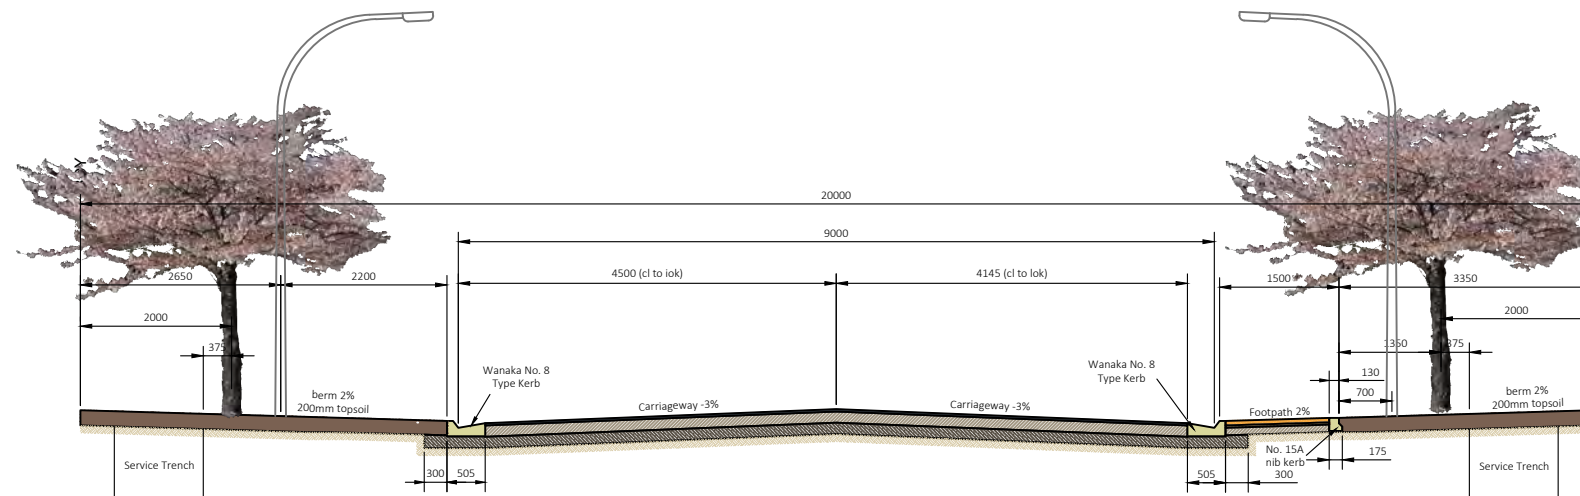 20000
9000
4500 (cl to iok)
4145 (cl to lok)
2650
2200
1500
3350
2000
2000
375
1350
375
130
700
Wanaka No. 8
Type Kerb
Wanaka No. 8
Type Kerb
berm 2%
200mm topsoil
Carriageway -3%
Carriageway -3%
Footpath 2%
berm 2%
200mm topsoil
Service Trench
300
505
505
300
No. 15A
nib kerb
175
Service Trench